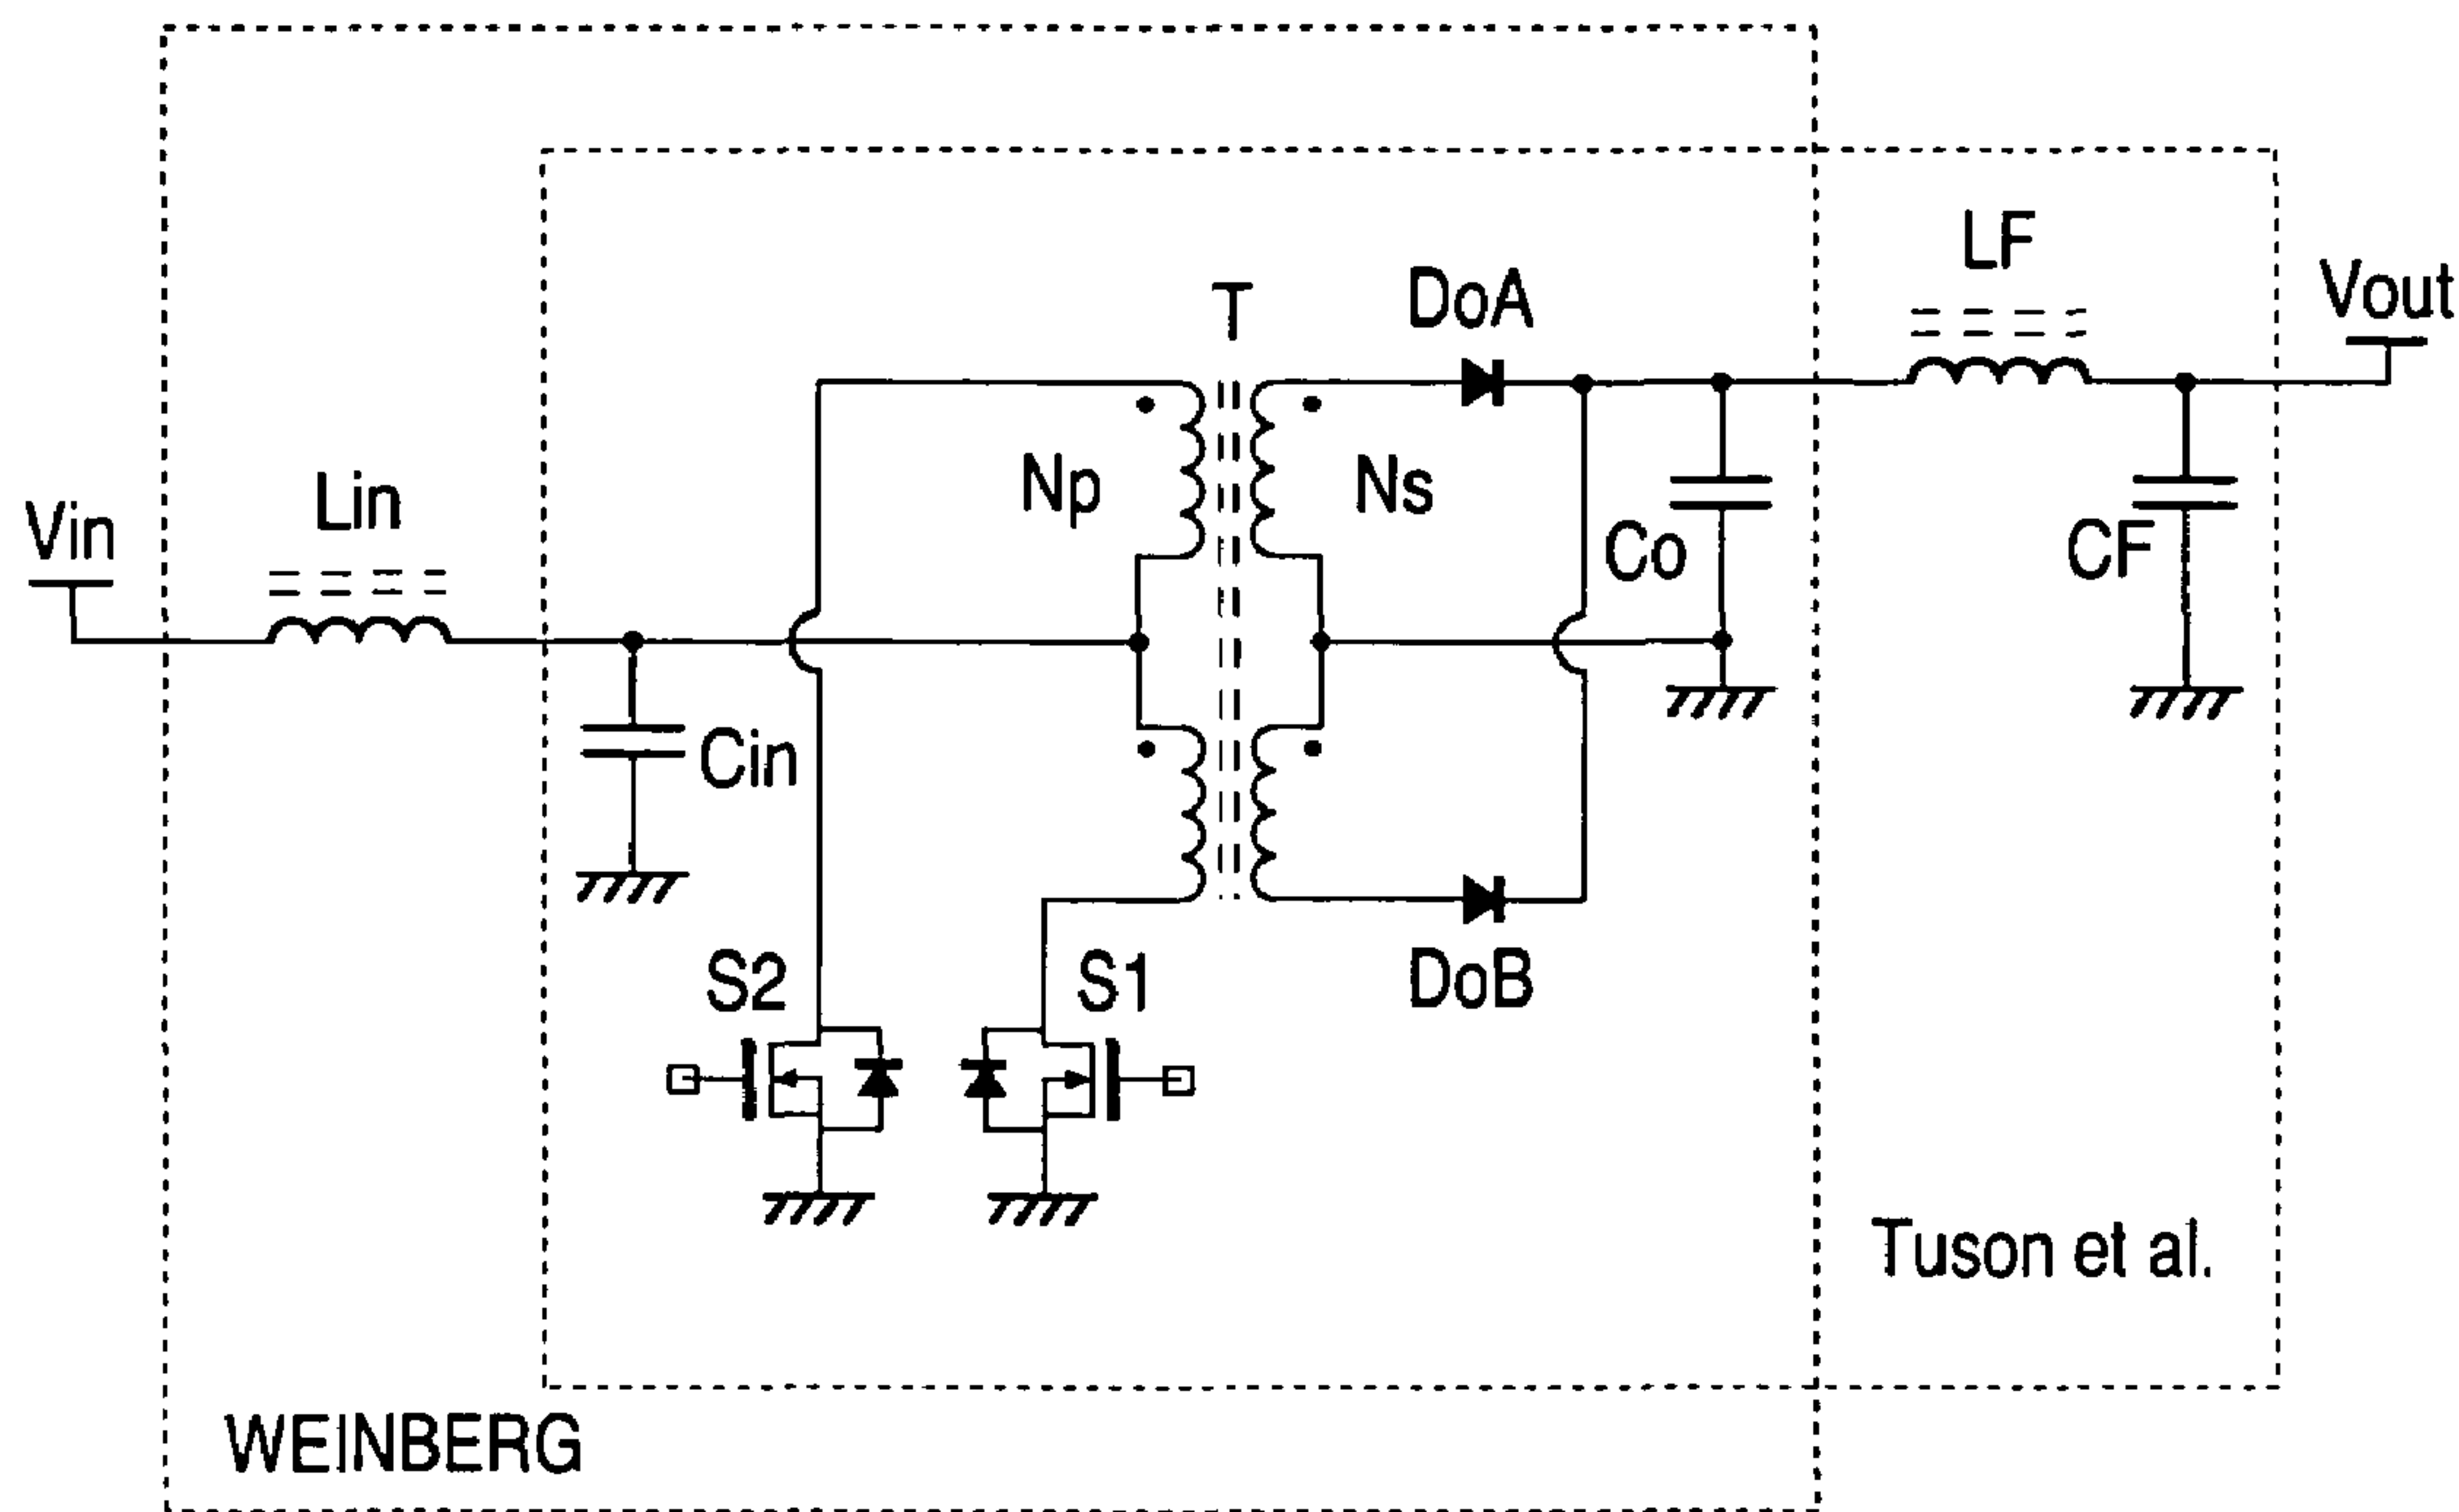 LF
Vout
DoA
T
Np
Ns
Lin
Vin
Co
CF
Cin
S2
S1
DoB
Tuson et al.
WEINBERG